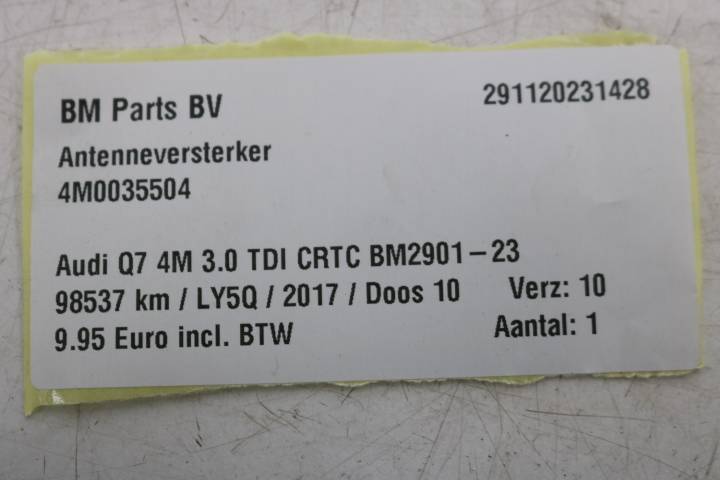 BM Parts BV 291120231428
Antenneversterker
4M0035504
Audi Q7 4M 3.0 TDI CRTC BM2901-23
98537 km / LY5Q / 2017 / Doos 10 Verz: 10
9.95 Euro incl. BTW Aantal: 1